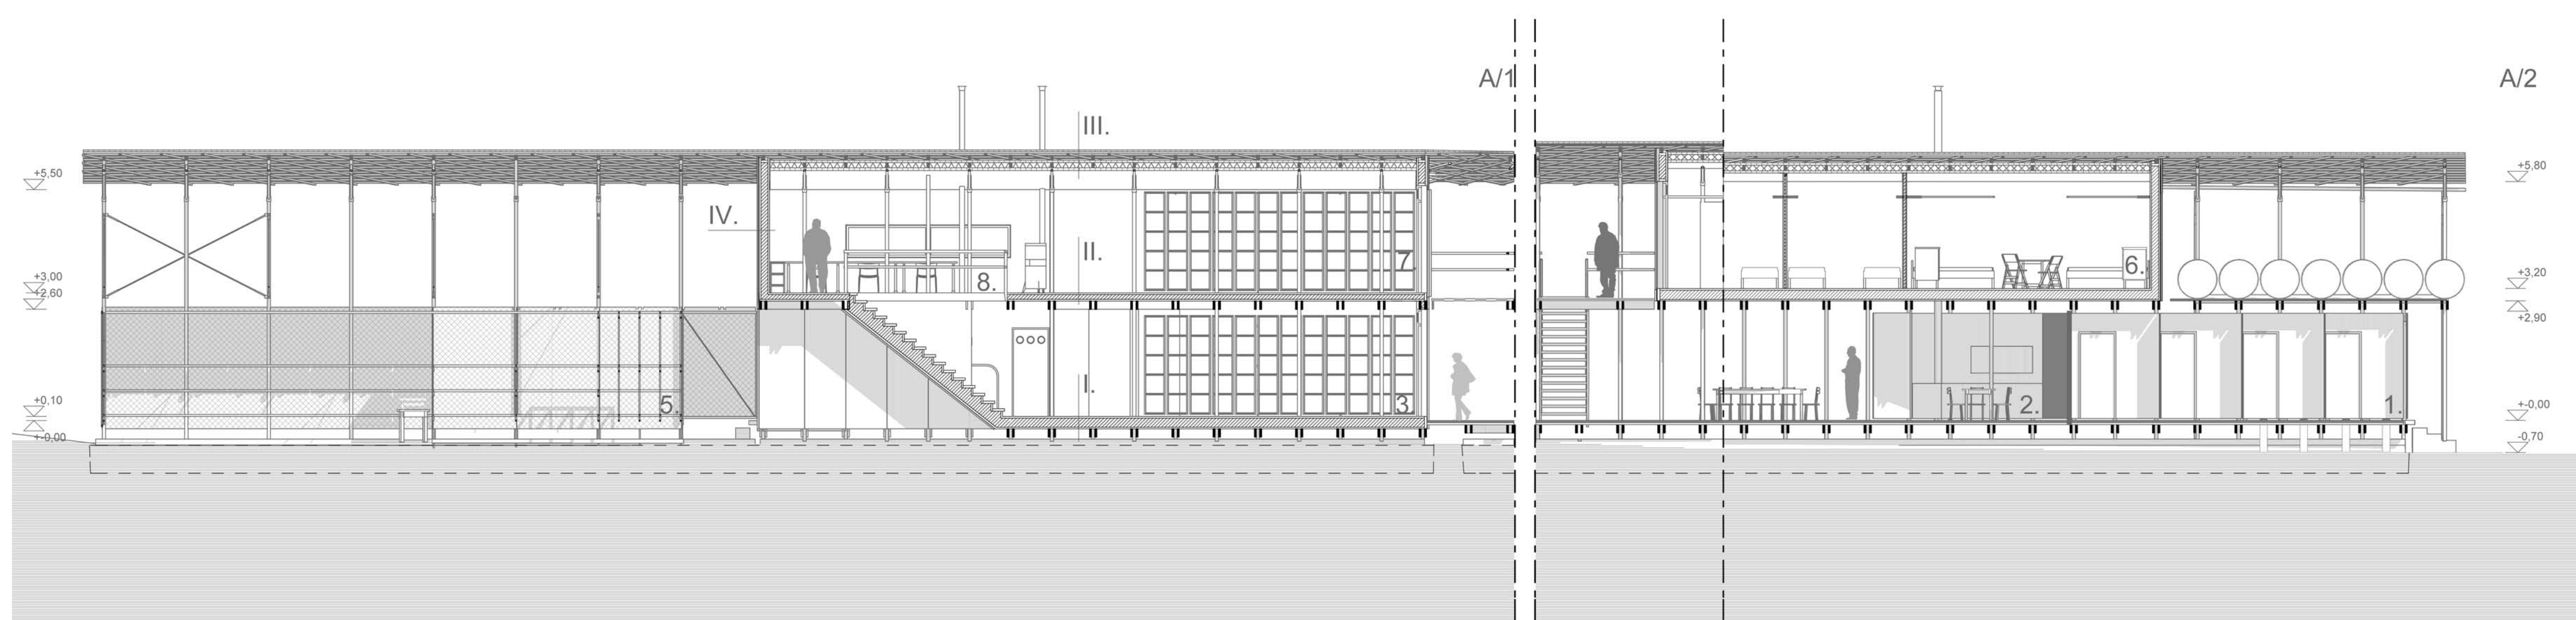 A/1
A/2
III.
+5,50
+5,80
IV.
II.
7.
6.
8.
+3,00
+2,60
+3,20
+2,90
I.
5.
3.
2.
1.
+0,10
+-0,00
+-0,00
-0,70